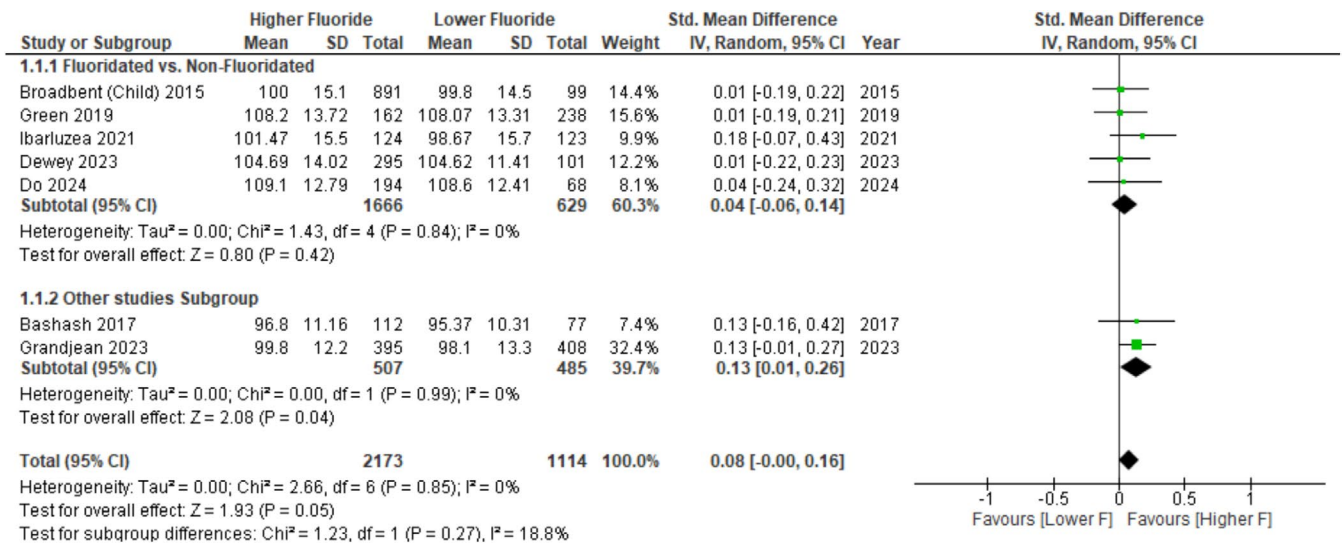 Higher Fluoride Lower Fluoride Std. Mean Difference Std. Mean Difference
Study or Subgroup Mean SD Total Mean SD Total Weight IV, Random, 95% CI Year IV, Random, 95% CI
1.1.1 Fluoridated vs. Non-Fluoridated
Broadbent (Child) 2015 100 15.1 891 99.8 14.5 99 14.4% 0.01 [-0.19, 0.22] 2015
Green 2019 108.2 13.72 162 108.07 13.31 238 15.6% 0.01 [-0.19, 0.21] 2019
Ibarluzea 2021 101.47 15.5 124 98.67 15.7 123 9.9% 0.18 [-0.07, 0.43] 2021
Dewey 2023 104.69 14.02 295 104.62 11.41 101 12.2% 0.01 [-0.22, 0.23] 2023
Do 2024 109.1 12.79 194 108.6 12.41 68 8.1% 0.04 [-0.24, 0.32] 2024
Subtotal (95% CI) 1666 629 60.3% 0.04 [-0.06, 0.14]
Heterogeneity: Tau² = 0.00; Chi² = 1.43, df = 4 (P = 0.84); I² = 0%
Test for overall effect: Z = 0.80 (P = 0.42)
1.1.2 Other studies Subgroup
Bashash 2017 96.8 11.16 112 95.37 10.31 77 7.4% 0.13 [-0.16, 0.42] 2017
Grandjean 2023 99.8 12.2 395 98.1 13.3 408 32.4% 0.13 [-0.01, 0.27] 2023
Subtotal (95% CI) 507 485 39.7% 0.13 [0.01, 0.26]
Heterogeneity: Tau² = 0.00; Chi² = 0.00, df = 1 (P = 0.99); I² = 0%
Test for overall effect: Z = 2.08 (P = 0.04)
Total (95% CI) 2173 1114 100.0% 0.08 [-0.00, 0.16]
Heterogeneity: Tau² = 0.00; Chi² = 2.66, df = 6 (P = 0.85); I² = 0%
Test for overall effect: Z = 1.93 (P = 0.05)
Test for subgroup differences: Chi² = 1.23, df = 1 (P = 0.27), I² = 18.8%
-1 -0.5 0 0.5 1
Favours [Lower F] Favours [Higher F]